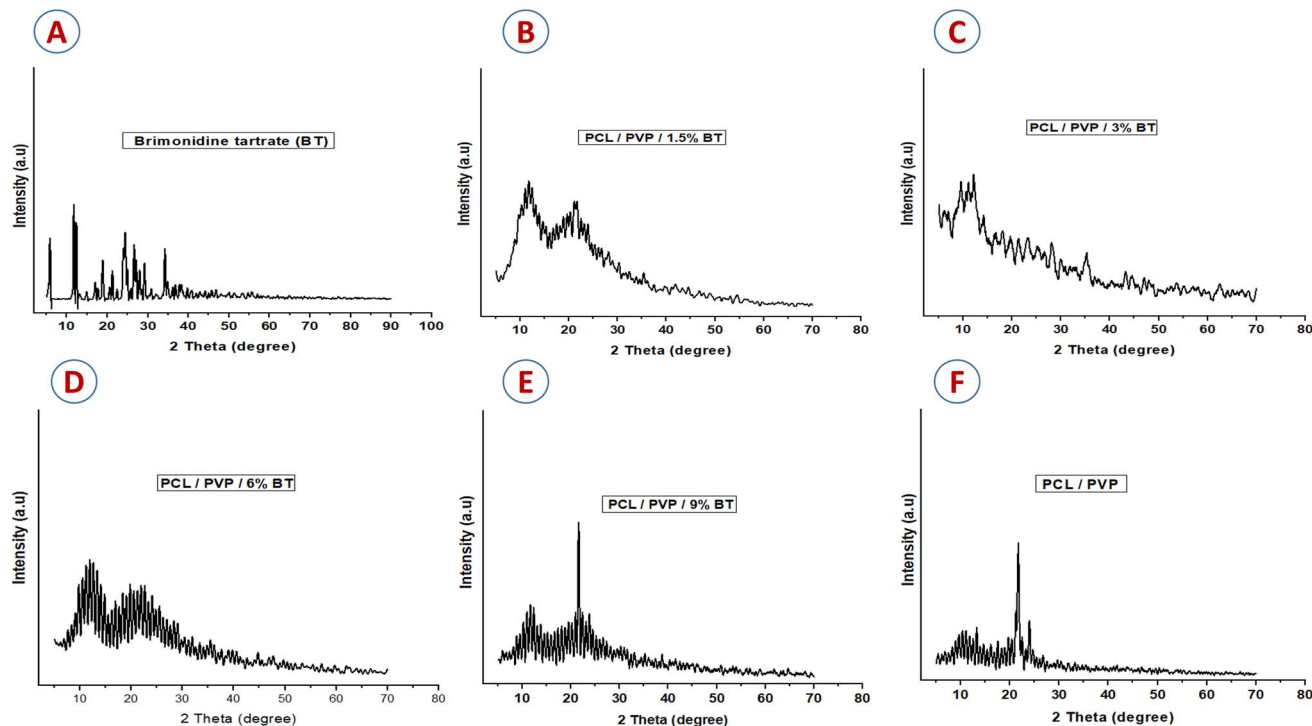 A
Intensity (a.u)
Brimonidine tartrate (BT)
10 20 30 40 50 60 70 80 90 100
2 Theta (degree)
B
Intensity (a.u)
PCL / PVP / 1.5% BT
10 20 30 40 50 60 70 80
2 Theta (degree)
C
Intensity (a.u)
PCL / PVP / 3% BT
10 20 30 40 50 60 70 80
2 Theta (degree)
D
Intensity (a.u)
PCL / PVP / 6% BT
10 20 30 40 50 60 70 80
2 Theta (degree)
E
Intensity (a.u)
PCL / PVP / 9% BT
10 20 30 40 50 60 70 80
2 Theta (degree)
F
Intensity (a.u)
PCL / PVP
10 20 30 40 50 60 70 80
2 Theta (degree)